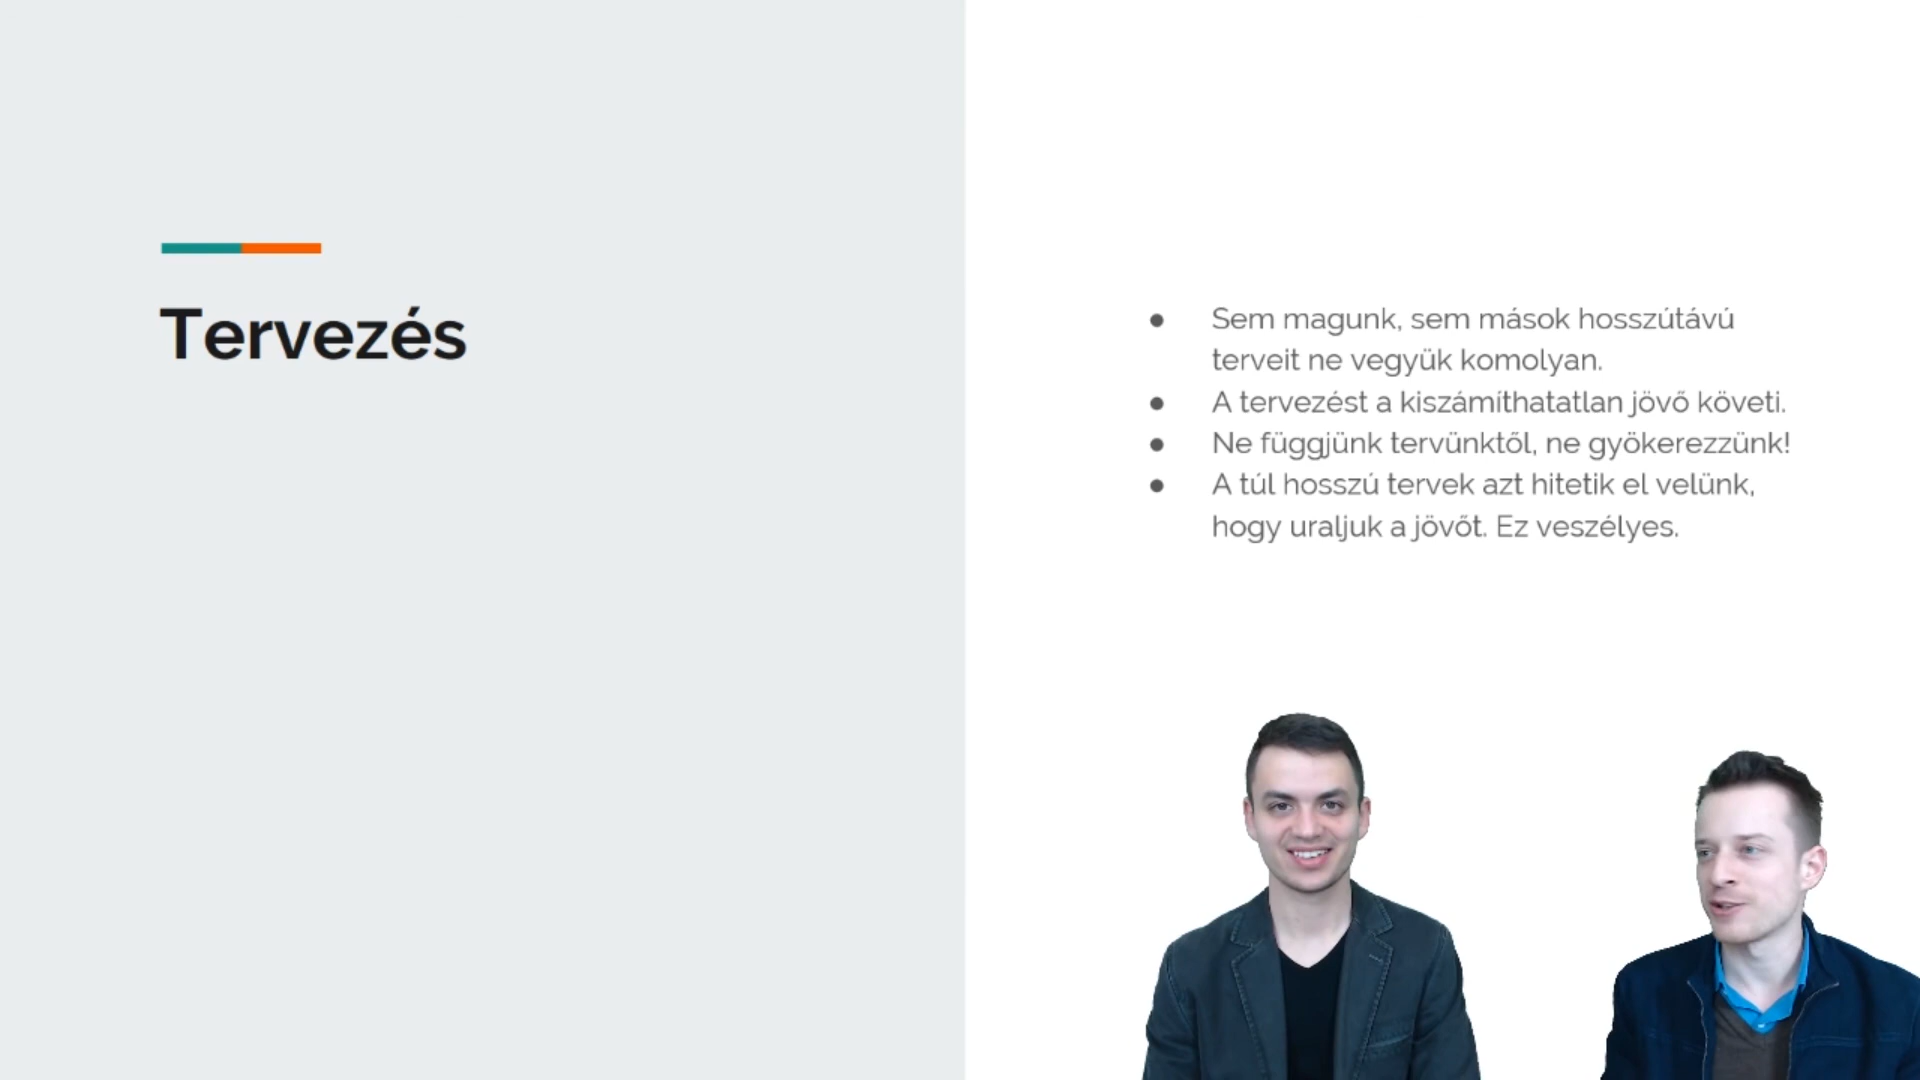 Tervezés
● Sem magunk, sem mások hosszútávú
terveit ne vegyük komolyan.
● A tervezést a kiszámíthatatlan jövő követi.
● Ne függjünk tervünktől, ne gyökerezzünk!
● A túl hosszú tervek azt hitetik el velünk,
hogy uraljuk a jövőt. Ez veszélyes.